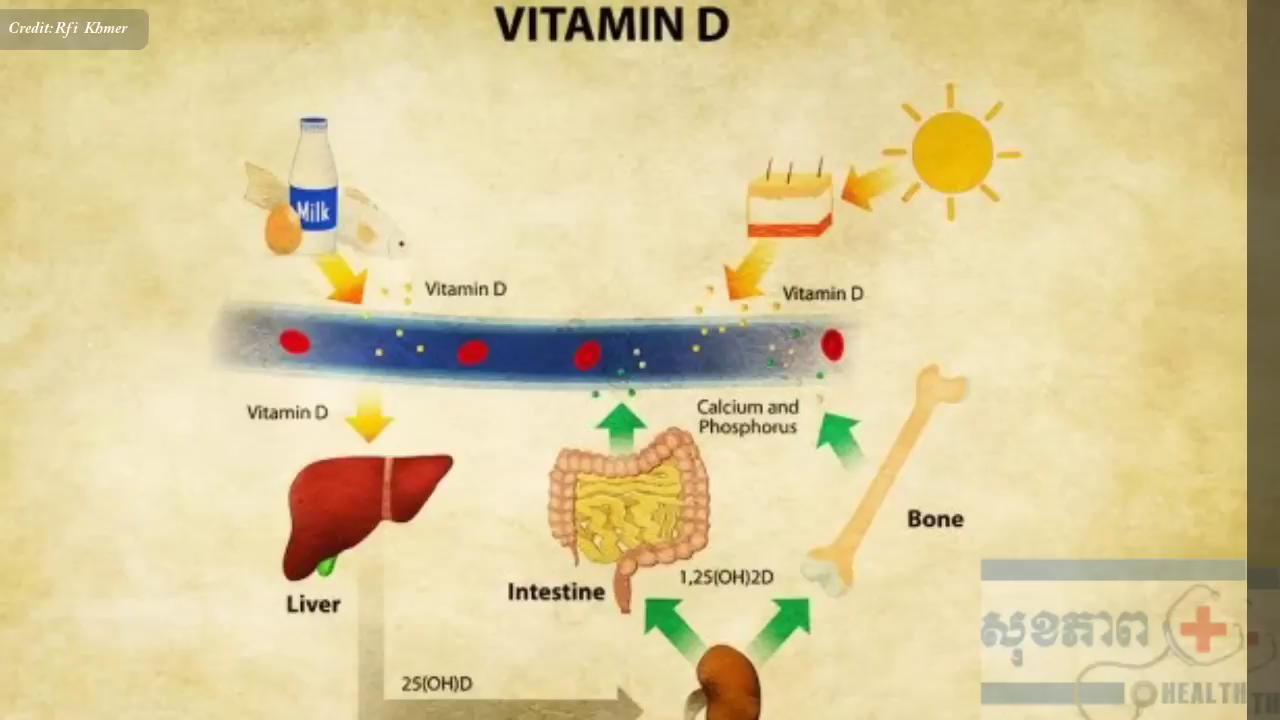 Credit: Rfi Khmer
VITAMIN D
Milk
Vitamin D
Vitamin D
Vitamin D
Calcium and
Phosphorus
Bone
1,25(OH)2D
Intestine
Liver
25(OH)D
សុខភាព
HEALTH
TH